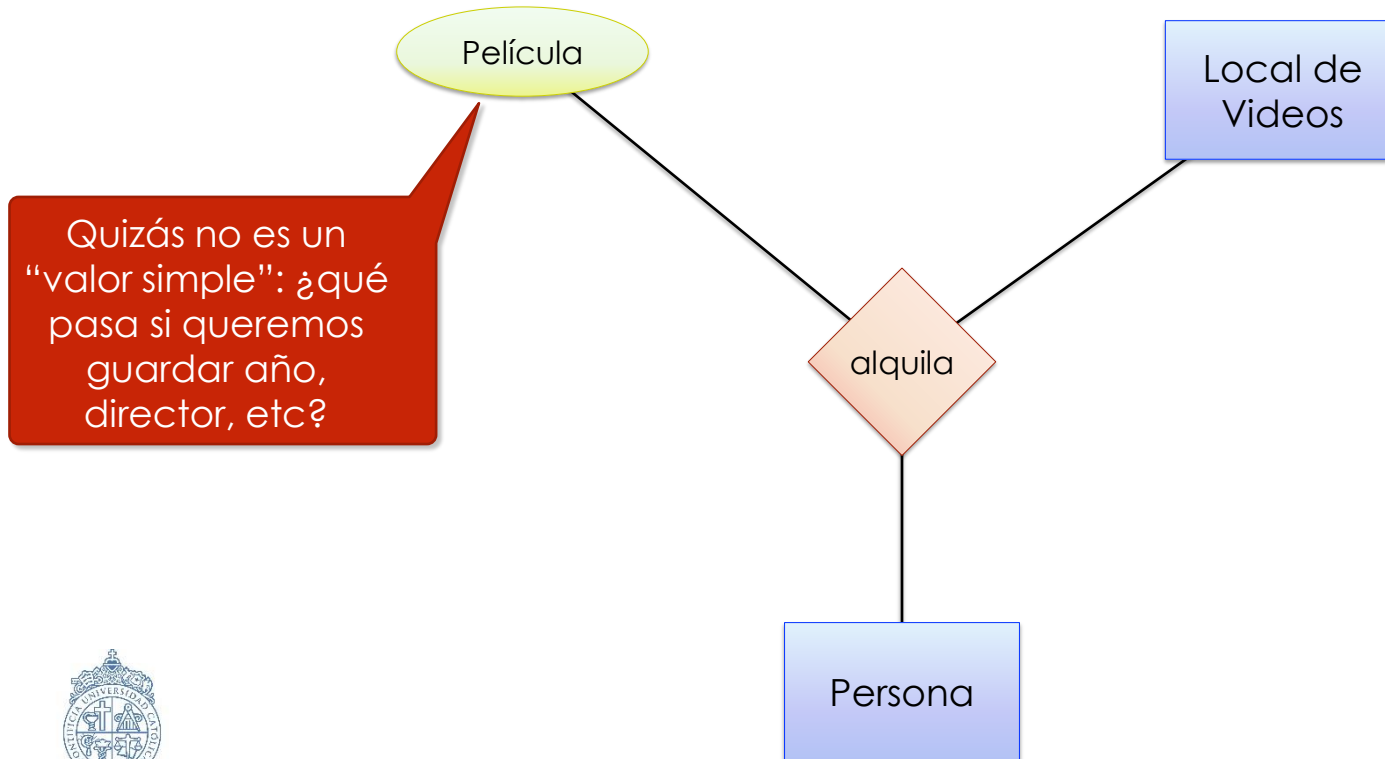 Película
Local de
Videos
Quizás no es un
“valor simple”: ¿qué
pasa si queremos
guardar año,
director, etc?
alquila
Persona
UNIVERSIDAD